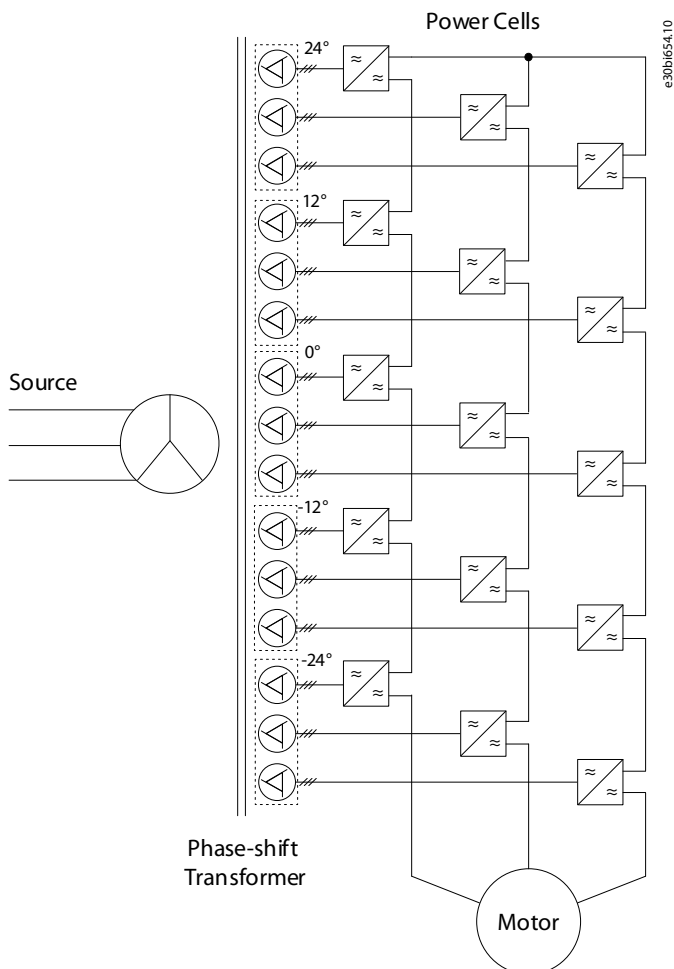 Power Cells
e30bi654.10
24°
12°
0°
Source
-12°
-24°
Phase-shift
Transformer
Motor